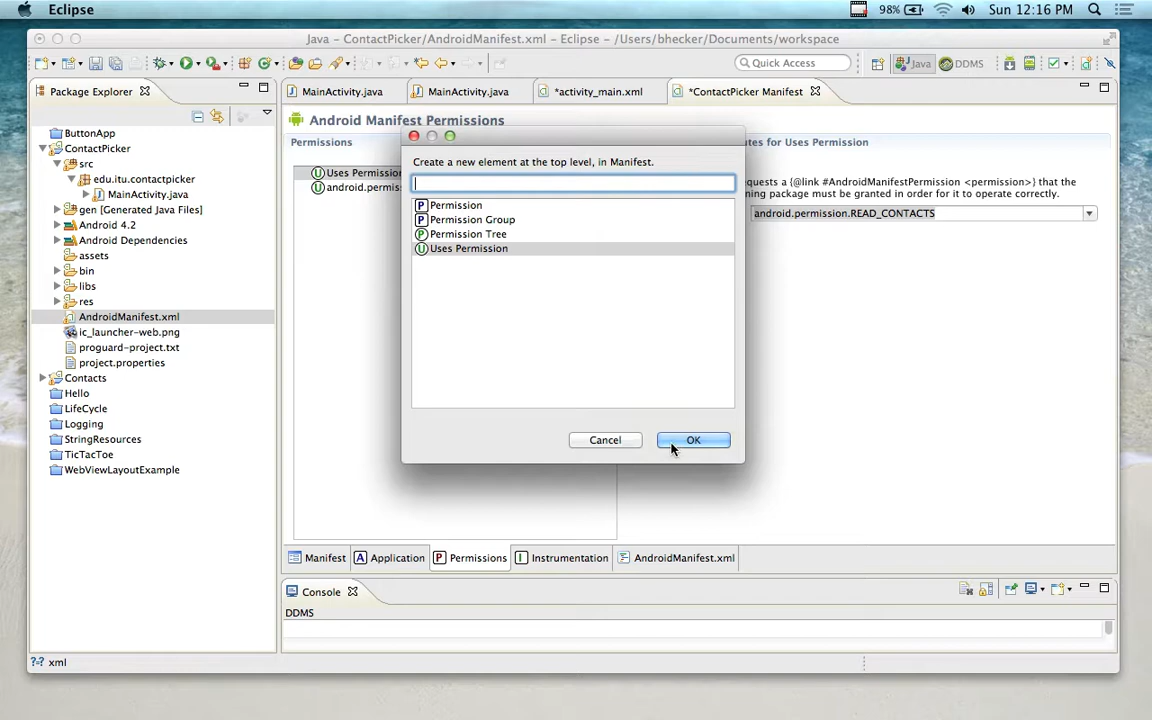 Eclipse
98%
Sun 12:16 PM
Java - ContactPicker/AndroidManifest.xml - Eclipse - /Users/bhecker/Documents/workspace
Quick Access
Java
DDMS
Package Explorer
MainActivity.java
MainActivity.java
*activity_main.xml
*ContactPicker Manifest
ButtonApp
ContactPicker
src
edu.itu.contactpicker
MainActivity.java
gen [Generated Java Files]
Android 4.2
Android Dependencies
assets
bin
libs
res
AndroidManifest.xml
ic_launcher-web.png
proguard-project.txt
project.properties
Contacts
Hello
LifeCycle
Logging
StringResources
TicTacToe
WebViewLayoutExample
Android Manifest Permissions
Permissions
Uses Permission
android.permis
utes for Uses Permission
quests a {@link #AndroidManifestPermission <permission>} that the
ning package must be granted in order for it to operate correctly.
android.permission.READ_CONTACTS
Create a new element at the top level, in Manifest.
P Permission
P Permission Group
P Permission Tree
U Uses Permission
Cancel
OK
Manifest
A Application
P Permissions
I Instrumentation
AndroidManifest.xml
Console
DDMS
xml